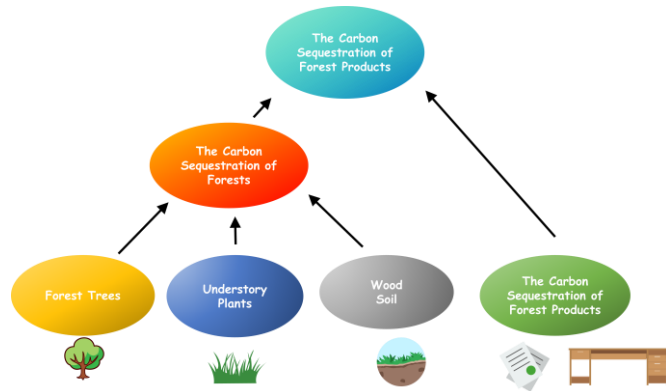 The Carbon
Sequestration of
Forest Products
The Carbon
Sequestration of
Forests
Forest Trees
Understory
Plants
Wood
Soil
The Carbon
Sequestration of
Forest Products